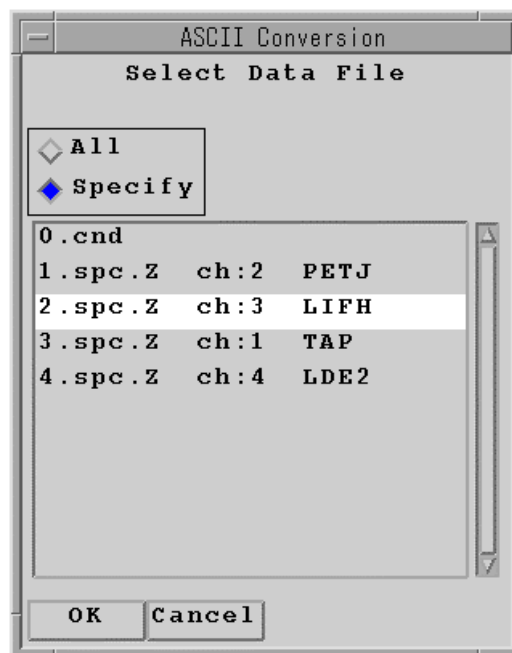 ASCII Conversion
Select Data File
All
Specify
0.cnd
1.spc.Z ch:2 PETJ
2.spc.Z ch:3 LIFH
3.spc.Z ch:1 TAP
4.spc.Z ch:4 LDE2
OK Cancel